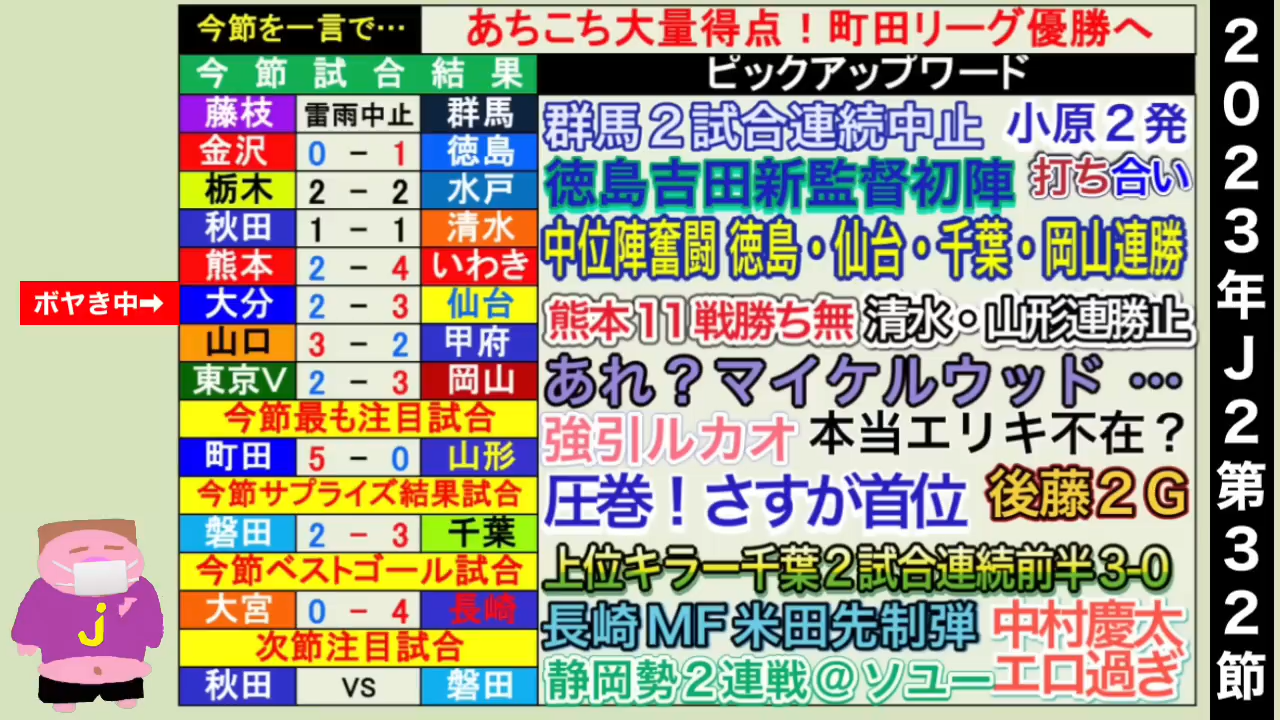 今節を一言で… あちこち大量得点！町田リーグ優勝へ
今節試合結果 ピックアップワード
藤枝 雷雨中止 群馬
金沢 0 - 1 徳島
栃木 2 - 2 水戸
秋田 1 - 1 清水
熊本 2 - 4 いわき
ボヤき中➡
大分 2 - 3 仙台
山口 3 - 2 甲府
東京V 2 - 3 岡山
今節最も注目試合
町田 5 - 0 山形
今節サプライズ結果試合
磐田 2 - 3 千葉
今節ベストゴール試合
大宮 0 - 4 長崎
次節注目試合
秋田 VS 磐田
群馬２試合連続中止 小原２発
徳島吉田新監督初陣 打ち合い
中位陣奮闘 徳島・仙台・千葉・岡山連勝
熊本11戦勝ち無 清水・山形連勝止
あれ？マイケルウッド …
強引ルカオ 本当エリキ不在？
圧巻！さすが首位 後藤２G
上位キラー千葉２試合連続前半3-0
長崎MF米田先制弾 中村慶太
静岡勢２連戦@ソユー エロ過ぎ
J
２０２３年Ｊ２第３２節